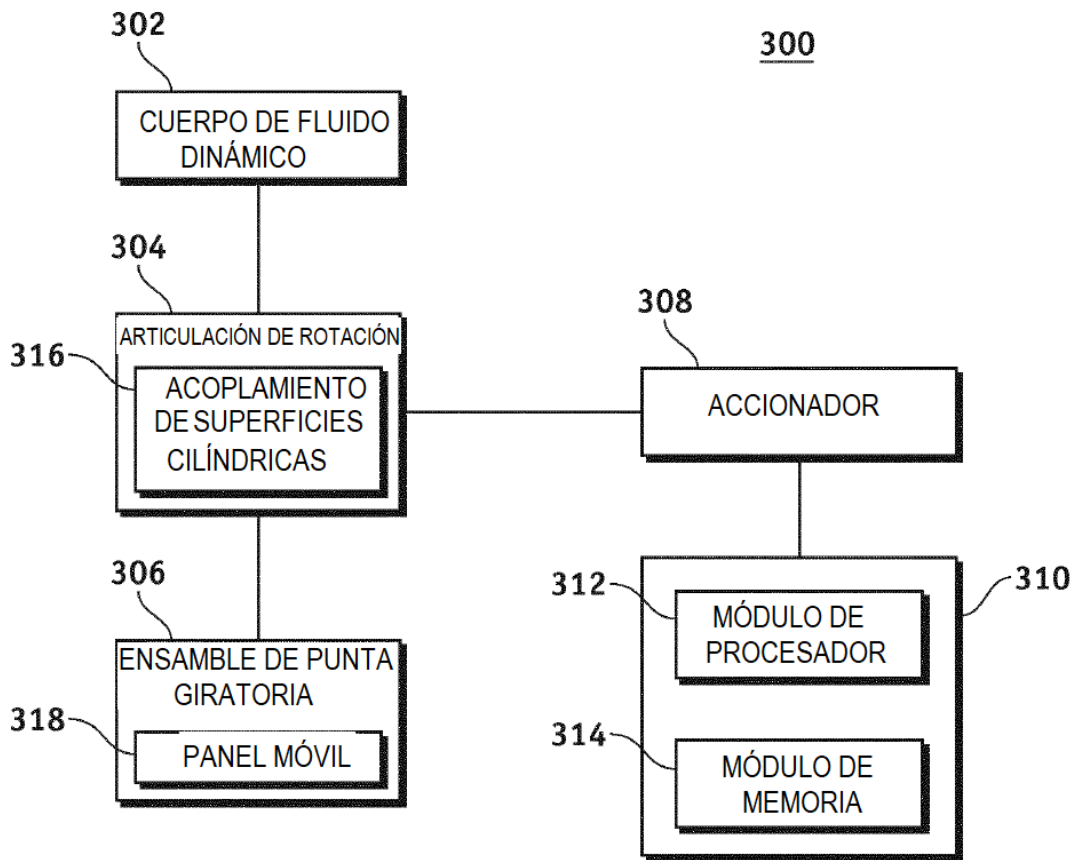 302
300
CUERPO DE FLUIDO
DINÁMICO
304
ARTICULACIÓN DE ROTACIÓN
316
ACOPLAMIENTO
DE SUPERFICIES
CILÍNDRICAS
308
ACCIONADOR
306
ENSAMBLE DE PUNTA
GIRATORIA
318
PANEL MÓVIL
312
310
MÓDULO DE
PROCESADOR
314
MÓDULO DE
MEMORIA